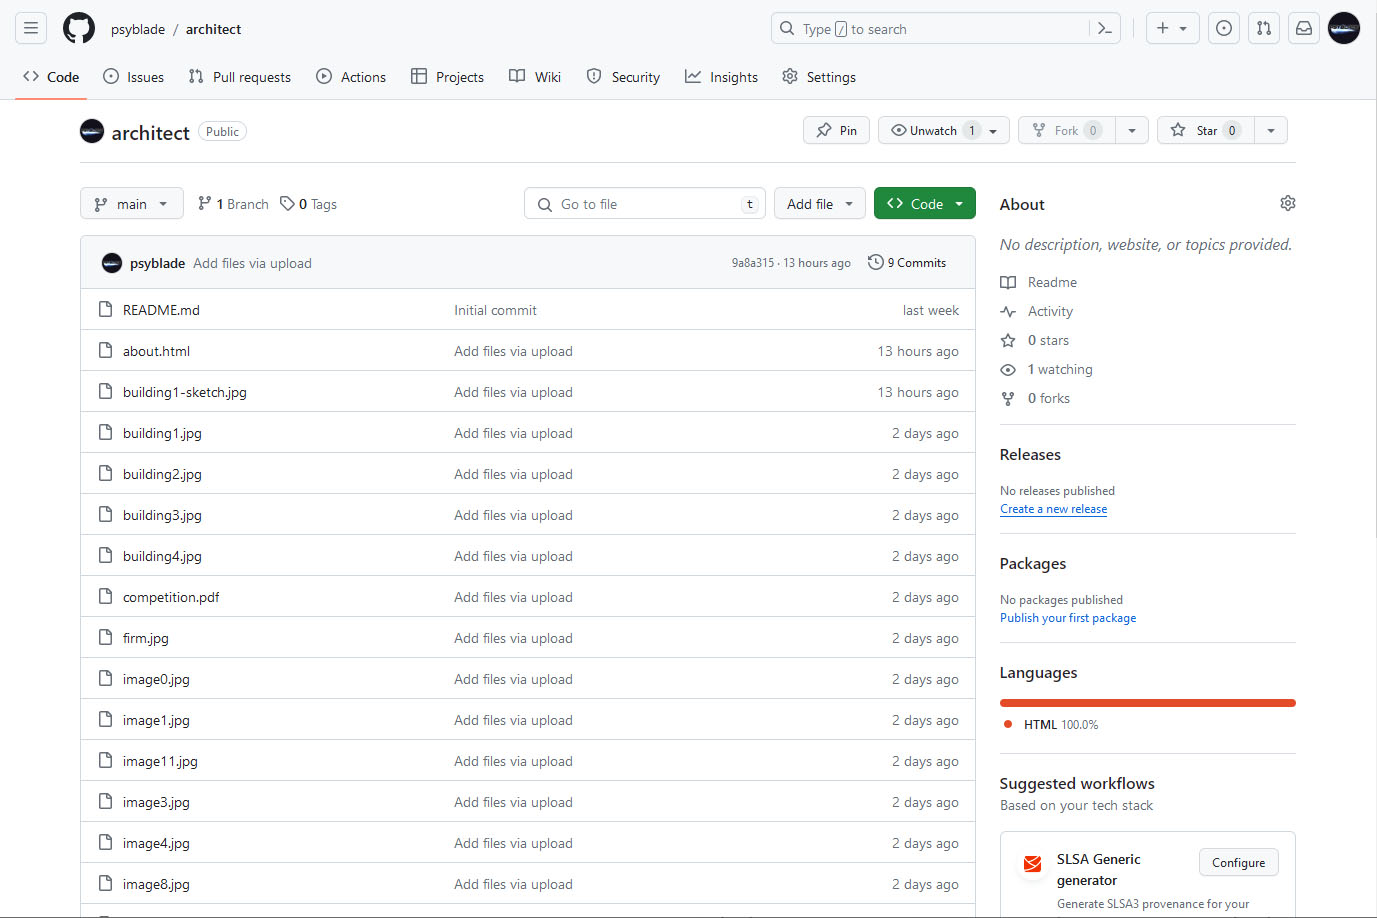 psyblade / architect
Type / to search
Code Issues Pull requests Actions Projects Wiki Security Insights Settings
architect Public
Pin Unwatch 1 Fork 0 Star 0
main 1 Branch 0 Tags Go to file t Add file Code
psyblade Add files via upload 9a8a315 · 13 hours ago 9 Commits
README.md Initial commit last week
about.html Add files via upload 13 hours ago
building1-sketch.jpg Add files via upload 13 hours ago
building1.jpg Add files via upload 2 days ago
building2.jpg Add files via upload 2 days ago
building3.jpg Add files via upload 2 days ago
building4.jpg Add files via upload 2 days ago
competition.pdf Add files via upload 2 days ago
firm.jpg Add files via upload 2 days ago
image0.jpg Add files via upload 2 days ago
image1.jpg Add files via upload 2 days ago
image11.jpg Add files via upload 2 days ago
image3.jpg Add files via upload 2 days ago
image4.jpg Add files via upload 2 days ago
image8.jpg Add files via upload 2 days ago
About
No description, website, or topics provided.
Readme
Activity
0 stars
1 watching
0 forks
Releases
No releases published
Create a new release
Packages
No packages published
Publish your first package
Languages
HTML 100.0%
Suggested workflows
Based on your tech stack
SLSA Generic
generator
Configure
Generate SLSA3 provenance for your